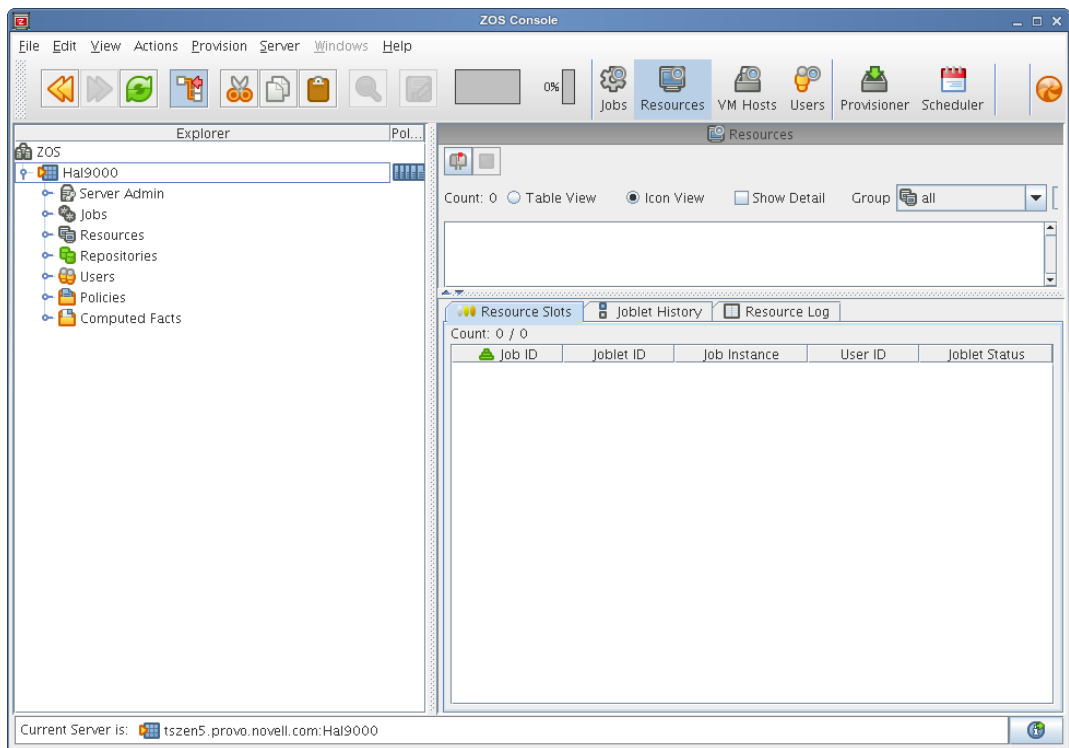 ZOS Console
File Edit View Actions Provision Server Windows Help
0%
Jobs Resources VM Hosts Users Provisioner Scheduler
Explorer Pol...
ZOS
Hal9000
Server Admin
Jobs
Resources
Repositories
Users
Policies
Computed Facts
Resources
Count: 0 Table View Icon View Show Detail Group all
Resource Slots Joblet History Resource Log
Count: 0 / 0
Job ID Joblet ID Job Instance User ID Joblet Status
Current Server is: tszen5.provo.novell.com:Hal9000